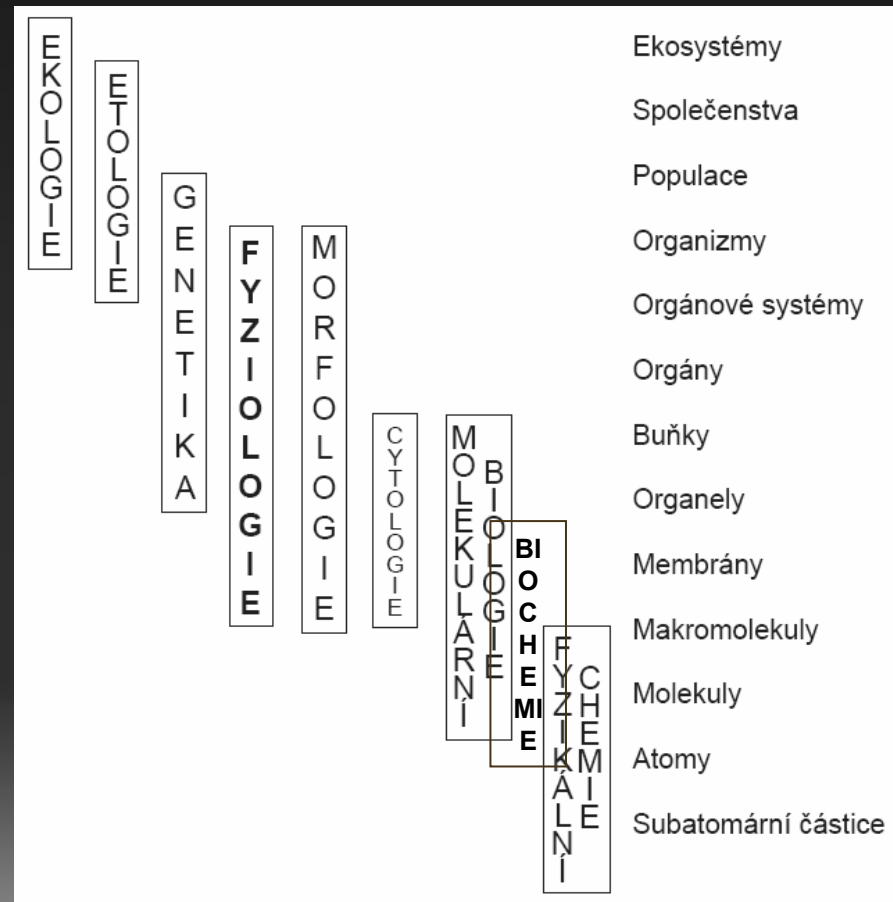 EKOLOGIE
ETOLOGIE
GENETIKA
FYZIOLOGIE
MORFOLOGIE
CYTOLOGIE
MOLEKULÁRNÍ
BIOLOGIE
BIOCHEMIE
FYZIKÁLNÍ
CHEMIE
Ekosystémy
Společenstva
Populace
Organizmy
Orgánové systémy
Orgány
Buňky
Organely
Membrány
Makromolekuly
Molekuly
Atomy
Subatomární částice